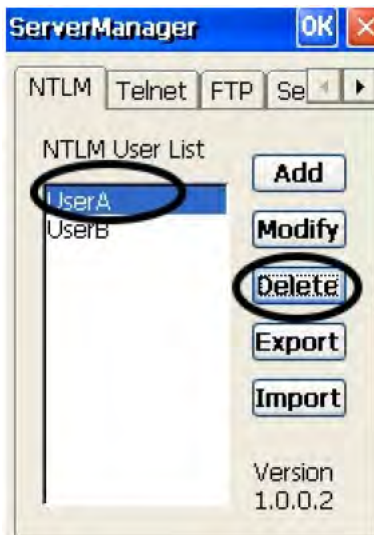 ServerManager OK
NTLM Telnet FTP Se
NTLM User List
UserA
UserB
Add
Modify
Delete
Export
Import
Version
1.0.0.2